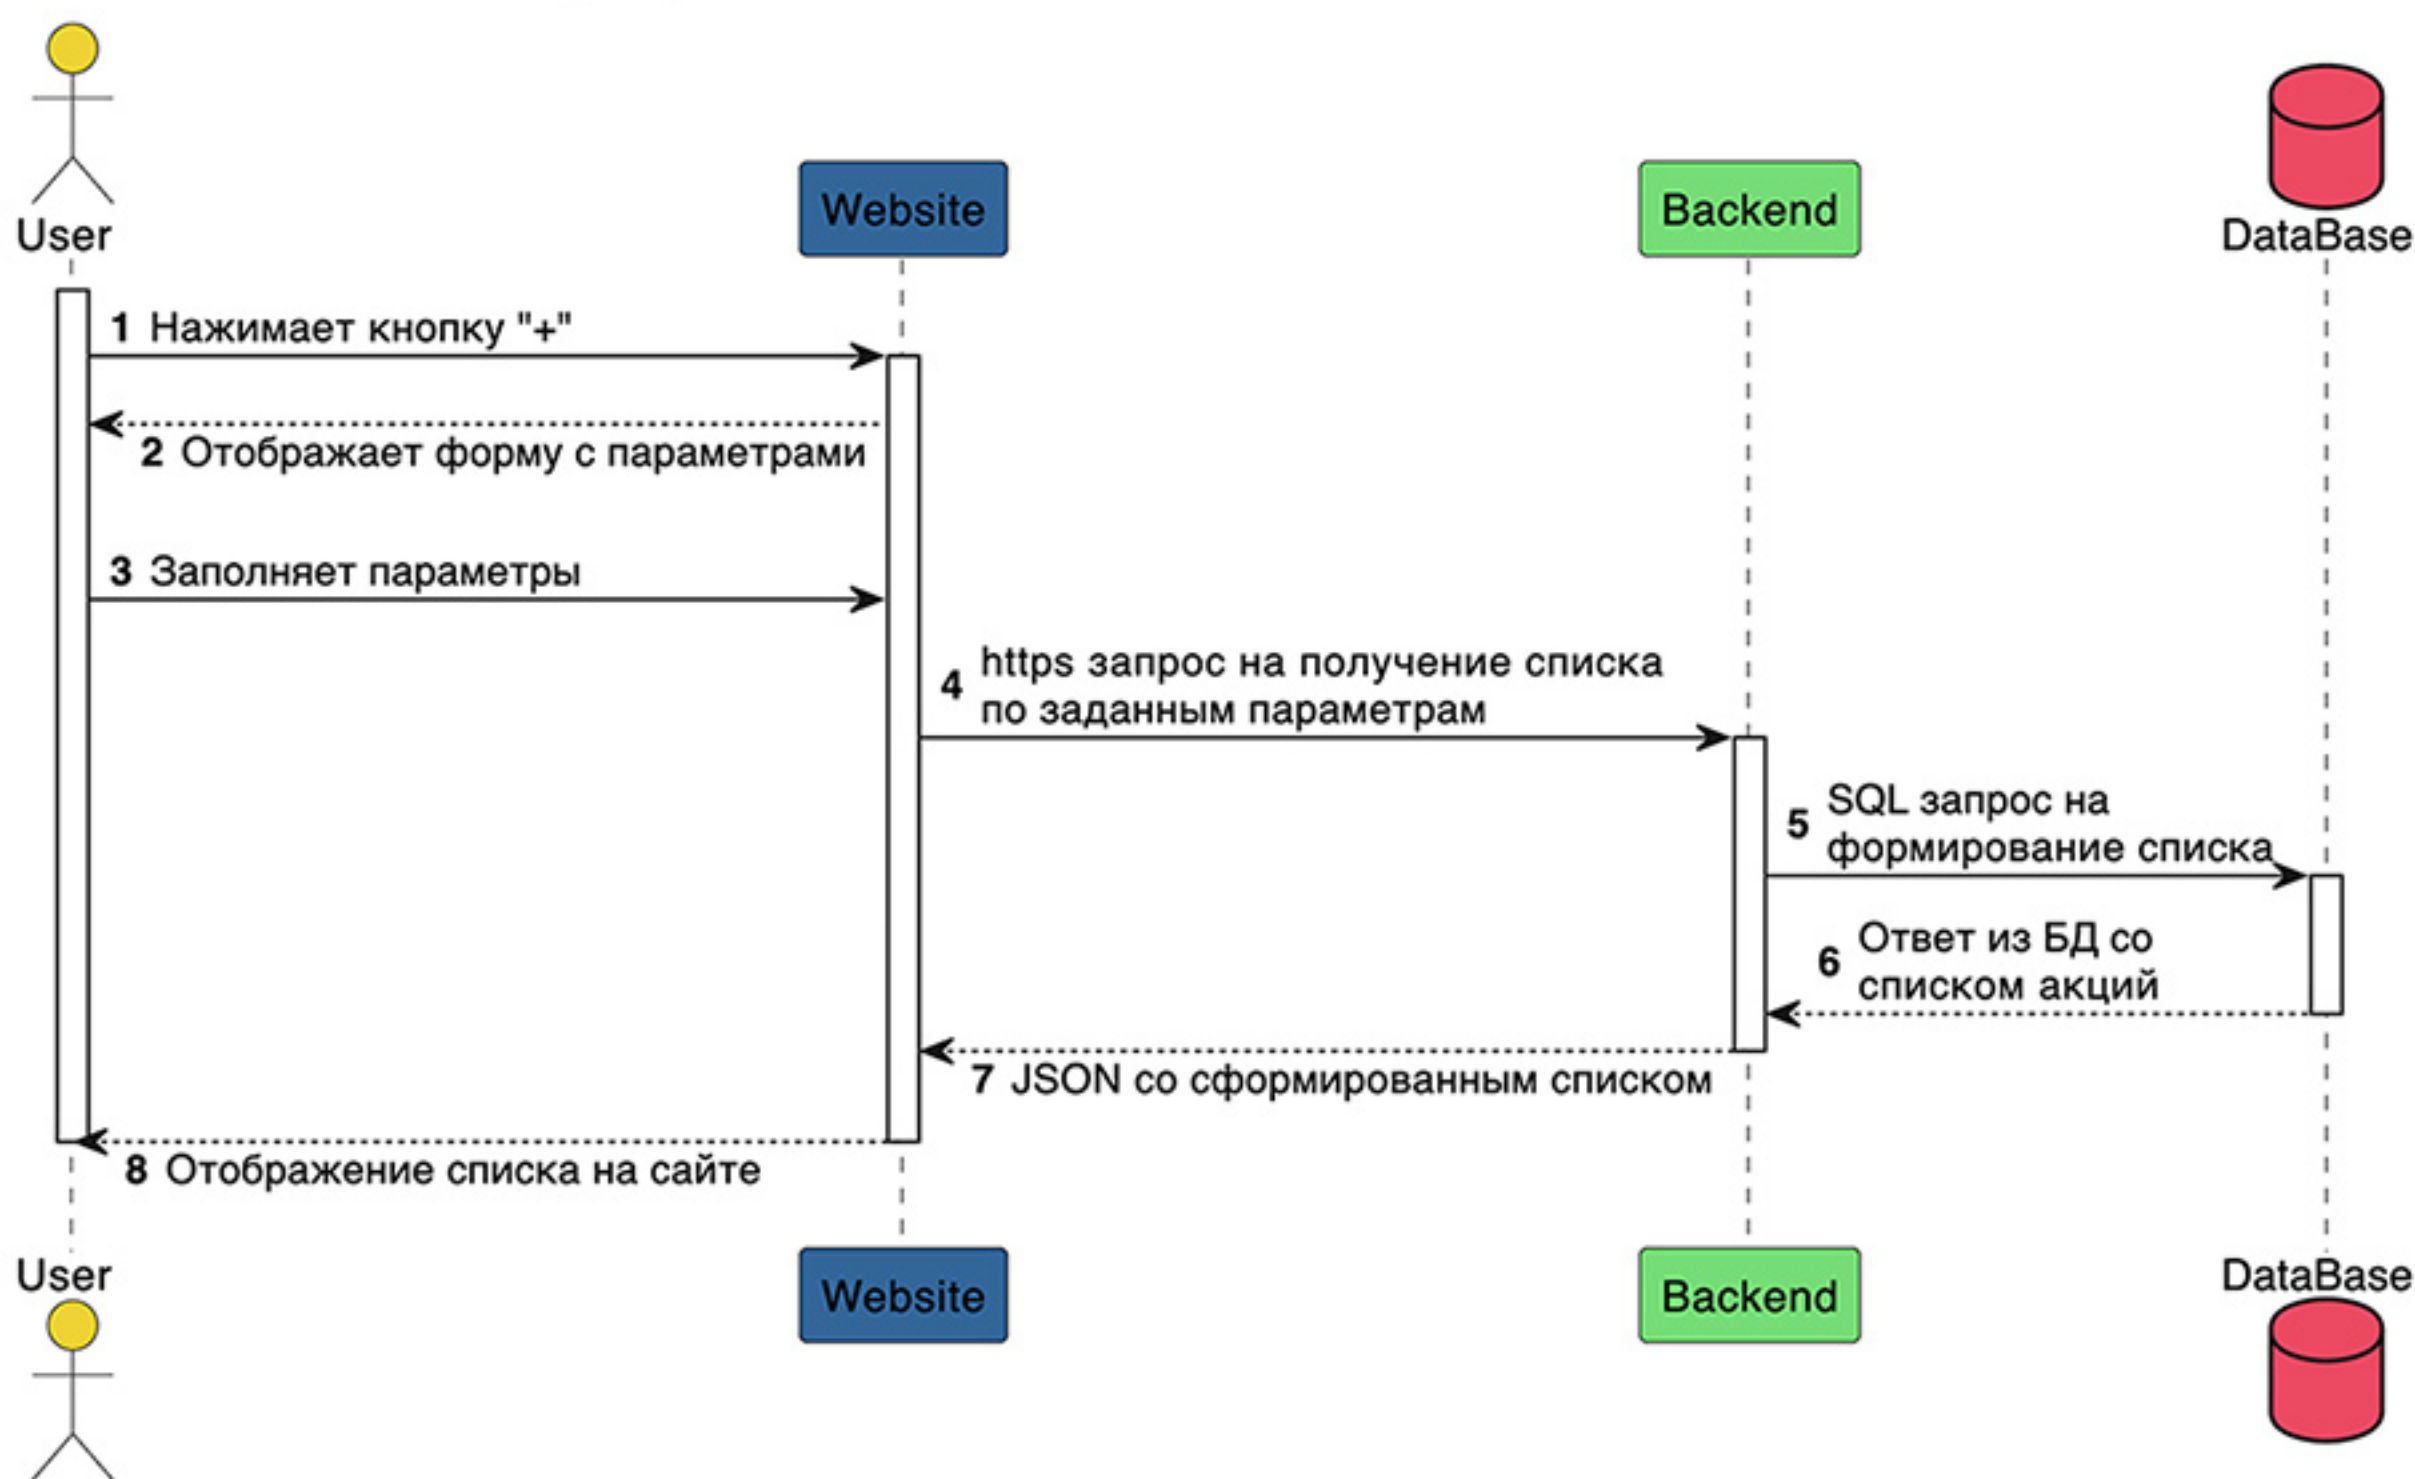 User
Website
Backend
DataBase
1 Нажимает кнопку "+"
2 Отображает форму с параметрами
3 Заполняет параметры
4 https запрос на получение списка
по заданным параметрам
5 SQL запрос на
формирование списка
6 Ответ из БД со
списком акций
7 JSON со сформированным списком
8 Отображение списка на сайте
User
Website
Backend
DataBase